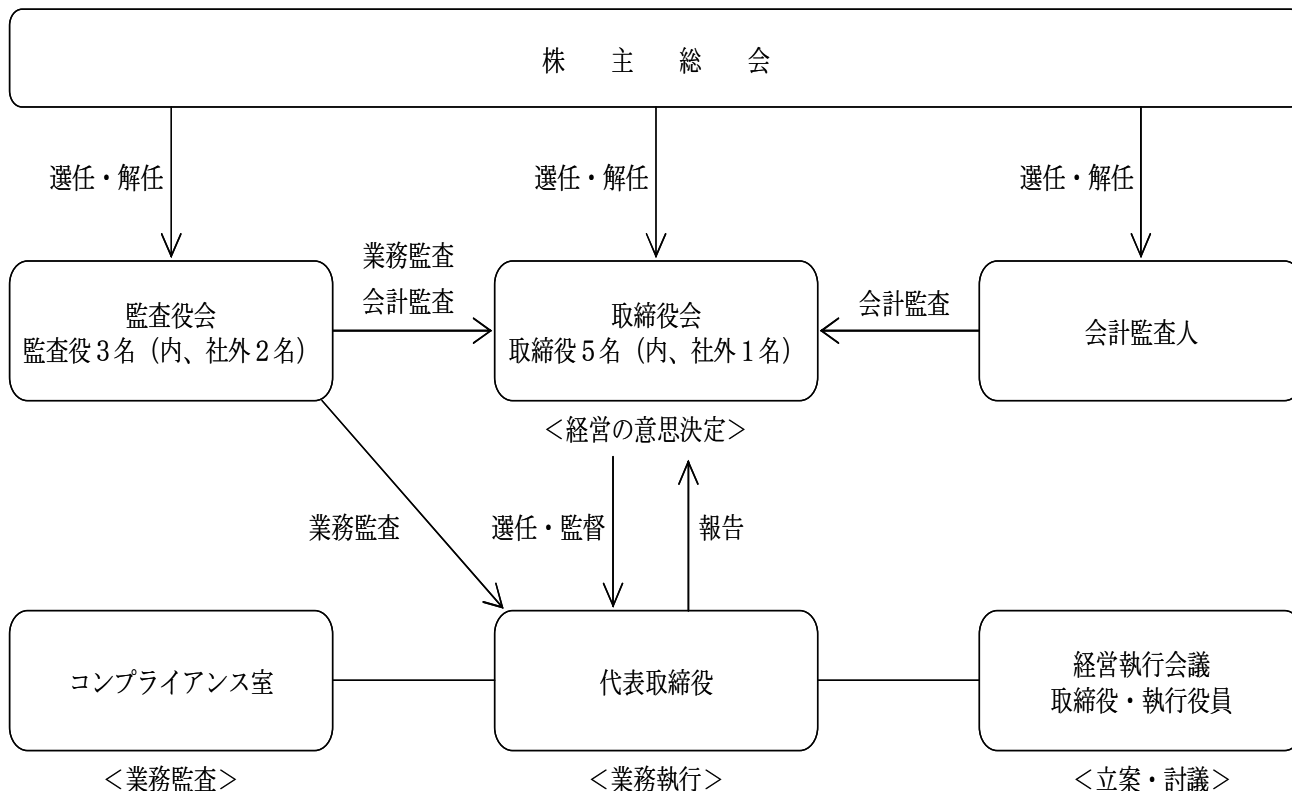 株主総会
選任・解任
選任・解任
選任・解任
業務監査
会計監査
監査役会
監査役3名（内、社外2名）
取締役会
取締役5名（内、社外1名）
会計監査
会計監査人
＜経営の意思決定＞
業務監査
選任・監督
報告
コンプライアンス室
代表取締役
経営執行会議
取締役・執行役員
＜業務監査＞
＜業務執行＞
＜立案・討議＞